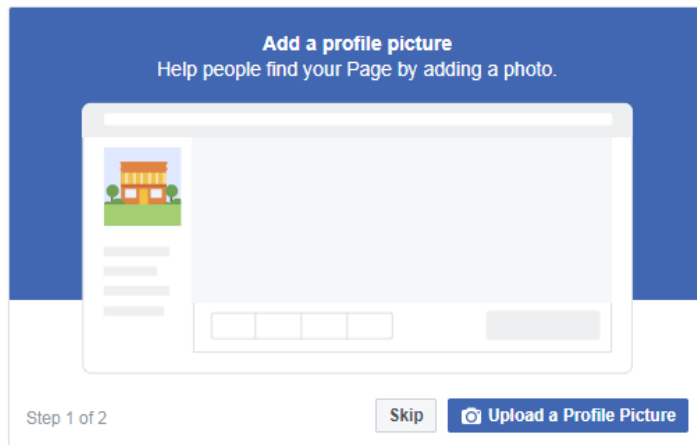 Add a profile picture
Help people find your Page by adding a photo.
Step 1 of 2
Skip
Upload a Profile Picture